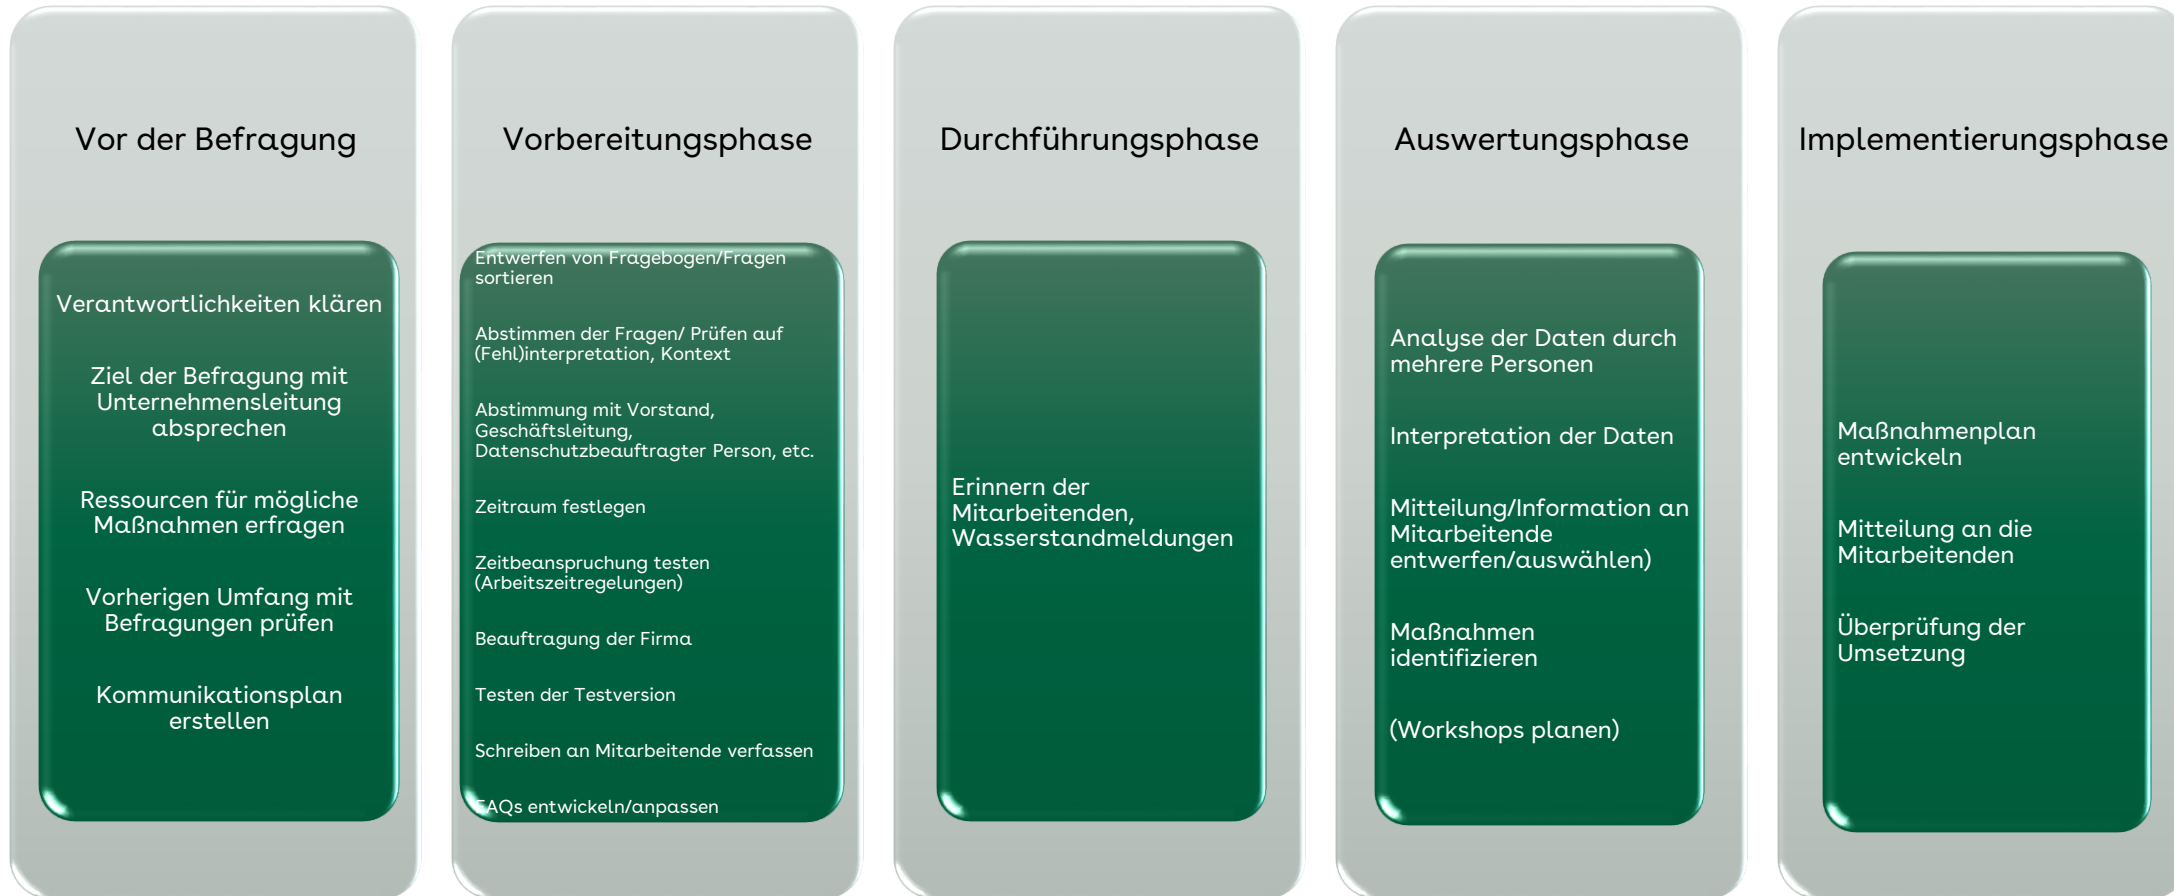 Vor der Befragung
Verantwortlichkeiten klären
Ziel der Befragung mit
Unternehmensleitung
absprechen
Ressourcen für mögliche
Maßnahmen erfragen
Vorherigen Umfang mit
Befragungen prüfen
Kommunikationsplan
erstellen
Vorbereitungsphase
Entwerfen von Fragebogen/Fragen
sortieren
Abstimmen der Fragen/ Prüfen auf
(Fehl)interpretation, Kontext
Abstimmung mit Vorstand,
Geschäftsleitung,
Datenschutzbeauftragter Person, etc.
Zeitraum festlegen
Zeitbeanspruchung testen
(Arbeitszeitregelungen)
Beauftragung der Firma
Testen der Testversion
Schreiben an Mitarbeitende verfassen
FAQs entwickeln/anpassen
Durchführungsphase
Erinnern der
Mitarbeitenden,
Wasserstandmeldungen
Auswertungsphase
Analyse der Daten durch
mehrere Personen
Interpretation der Daten
Mitteilung/Information an
Mitarbeitende
entwerfen/auswählen)
Maßnahmen
identifizieren
(Workshops planen)
Implementierungsphase
Maßnahmenplan
entwickeln
Mitteilung an die
Mitarbeitenden
Überprüfung der
Umsetzung